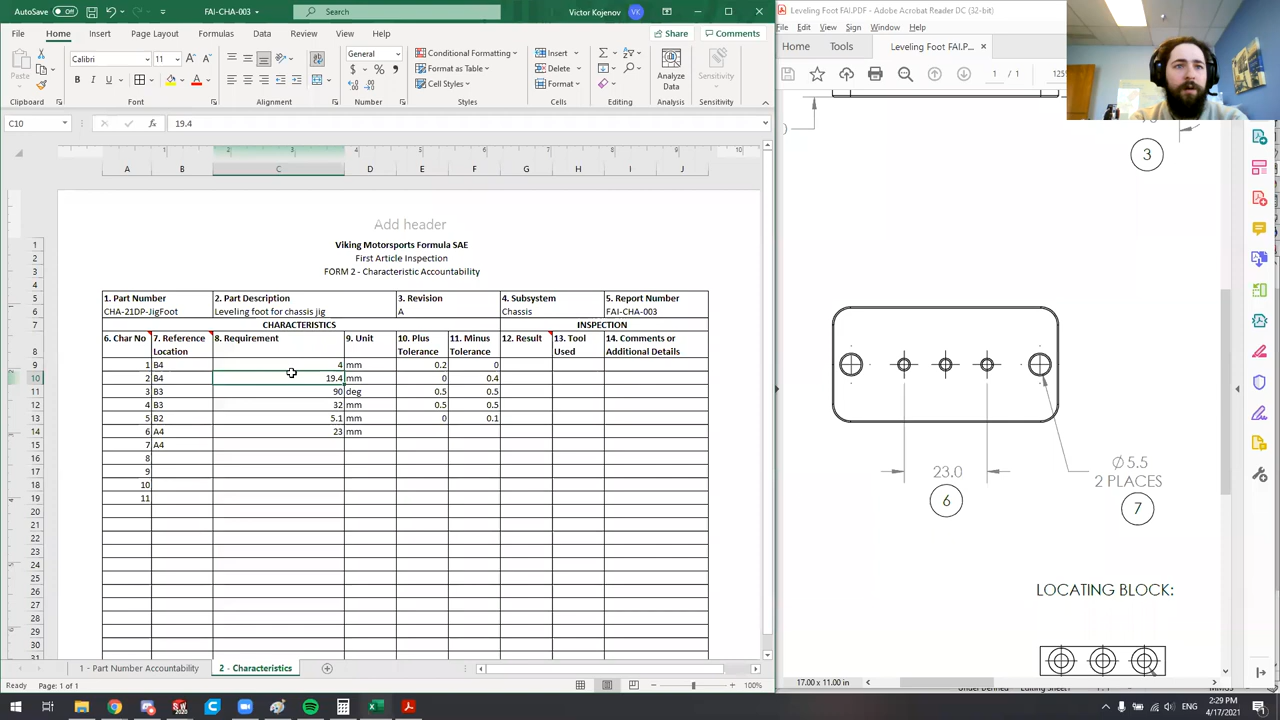 AutoSave Off FAI-CHA-003 Search Victor Kojenov VK
File Home Insert Page Layout Formulas Data Review View Help Share Comments
Paste Calibri 11 General Conditional Formatting Insert
B I U $ % Format as Table Delete Analyze Data Sensitivity
Cell Styles Format
Clipboard Font Alignment Number Styles Cells Editing Analysis Sensitivity
C10 fx 19.4
A B C D E F G H I J
Add header
Viking Motorsports Formula SAE
First Article Inspection
FORM 2 - Characteristic Accountability
1. Part Number 2. Part Description 3. Revision 4. Subsystem 5. Report Number
CHA-21DP-JigFoot Leveling foot for chassis jig A Chassis FAI-CHA-003
CHARACTERISTICS INSPECTION
6. Char No 7. Reference Location 8. Requirement 9. Unit 10. Plus Tolerance 11. Minus Tolerance 12. Result 13. Tool Used 14. Comments or Additional Details
1 B4 4 mm 0.2 0
2 B4 19.4 mm 0 0.4
3 B3 90 deg 0.5 0.5
4 B3 32 mm 0.5 0.5
5 B2 5.1 mm 0 0.1
6 A4 23 mm
7 A4
8
9
10
11
1 - Part Number Accountability 2 - Characteristics
Ready Page: 1 of 1 100%
Leveling Foot FAI.PDF - Adobe Acrobat Reader DC (32-bit)
File Edit View Sign Window Help
Home Tools Leveling Foot FAI.P...
1 / 1
3
23.0
6
Ø 5.5
2 PLACES
7
LOCATING BLOCK:
17.00 x 11.00 in
Under Defined
2:29 PM
4/17/2021